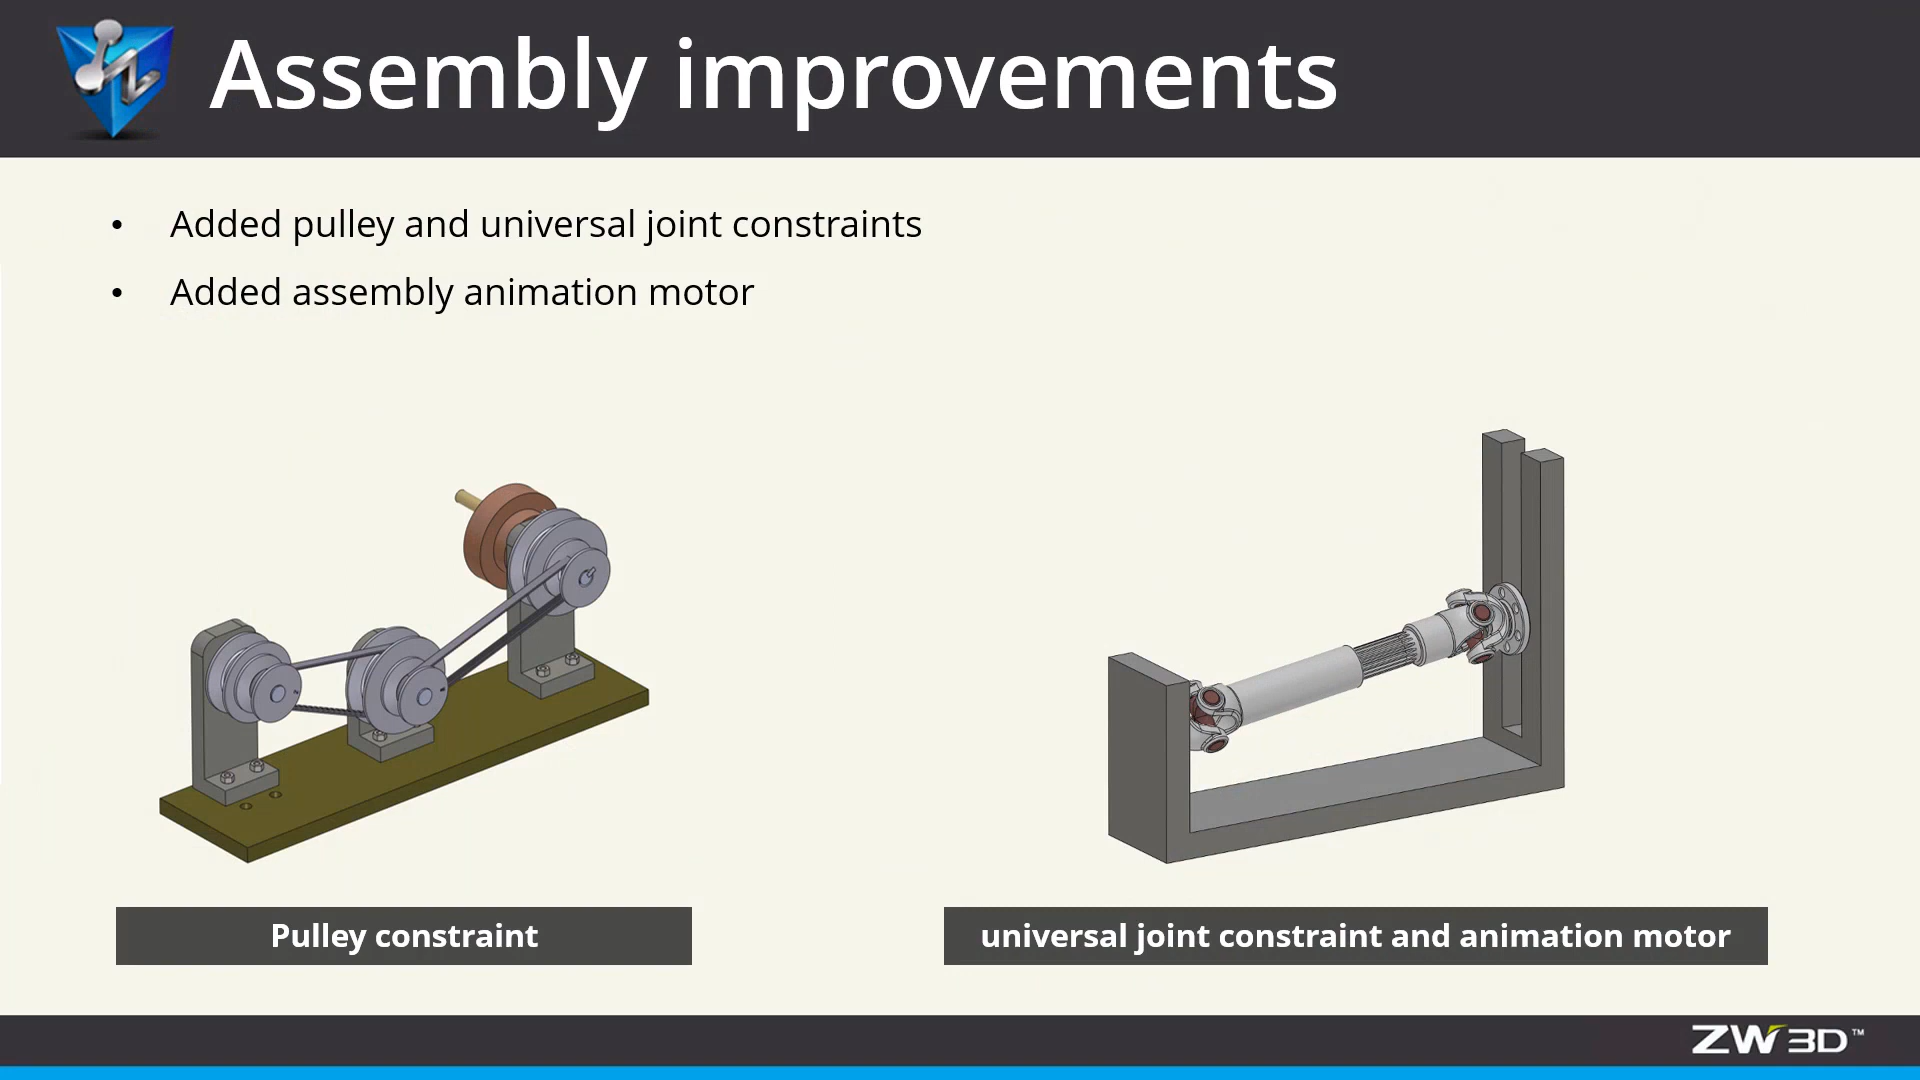 Assembly improvements
• Added pulley and universal joint constraints
• Added assembly animation motor
Pulley constraint
universal joint constraint and animation motor
ZW3D™